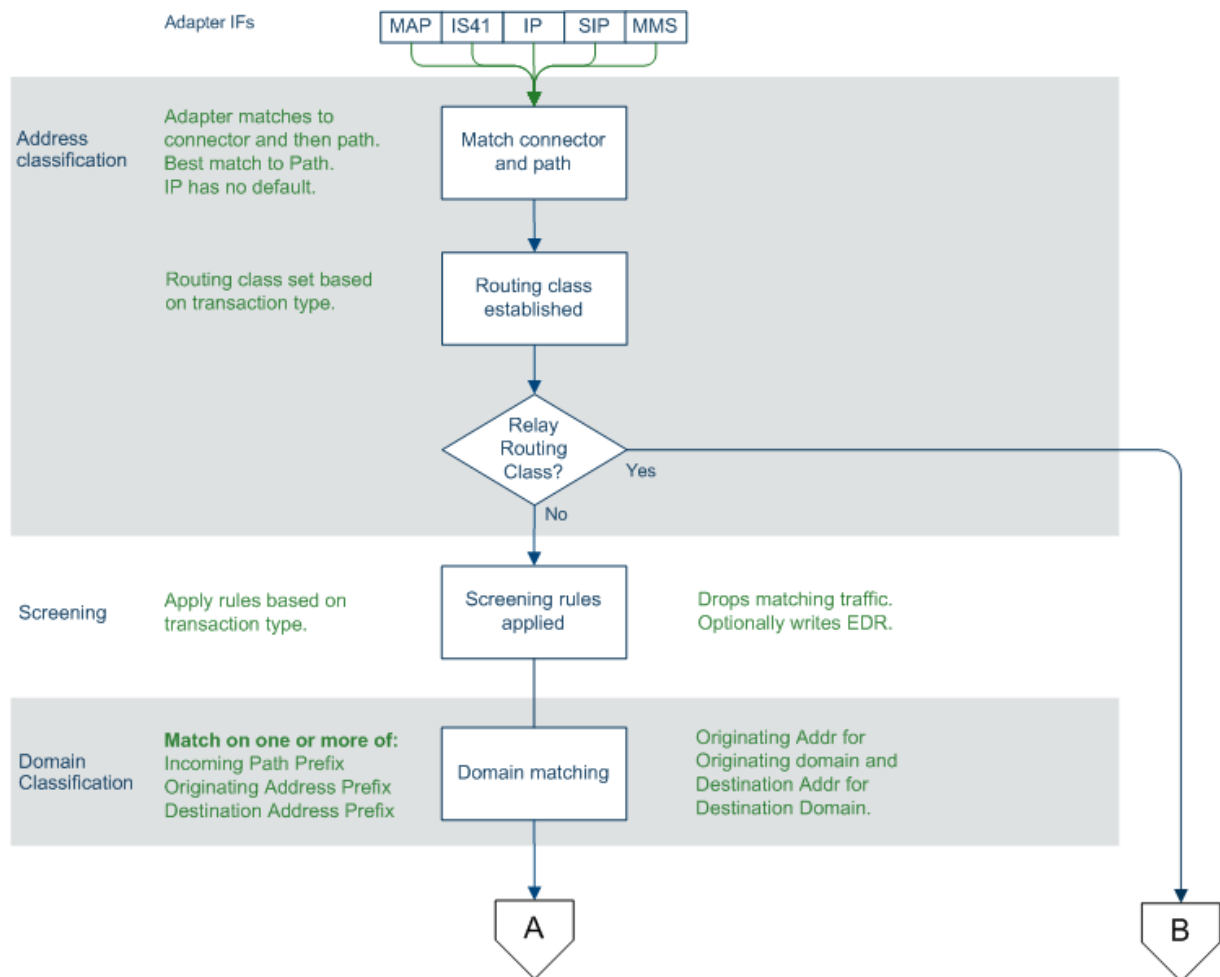 Adapter IFs
MAP IS41 IP SIP MMS
Address
classification
Adapter matches to
connector and then path.
Best match to Path.
IP has no default.
Match connector
and path
Routing class set based
on transaction type.
Routing class
established
Relay
Routing
Class?
Yes
No
Screening
Apply rules based on
transaction type.
Screening rules
applied
Drops matching traffic.
Optionally writes EDR.
Domain
Classification
Match on one or more of:
Incoming Path Prefix
Originating Address Prefix
Destination Address Prefix
Domain matching
Originating Addr for
Originating domain and
Destination Addr for
Destination Domain.
A
B